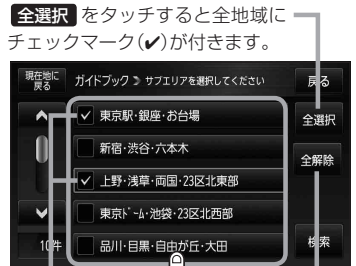 全選択 をタッチすると全地域に
チェックマーク(✔)が付きます。
現在地に戻る
ガイドブック > サブエリアを選択してください
戻る
東京駅・銀座・お台場
全選択
新宿・渋谷・六本木
全解除
上野・浅草・両国・23区北東部
東京ﾄﾞｰﾑ・池袋・23区北西部
10件
品川・目黒・自由が丘・大田
検索